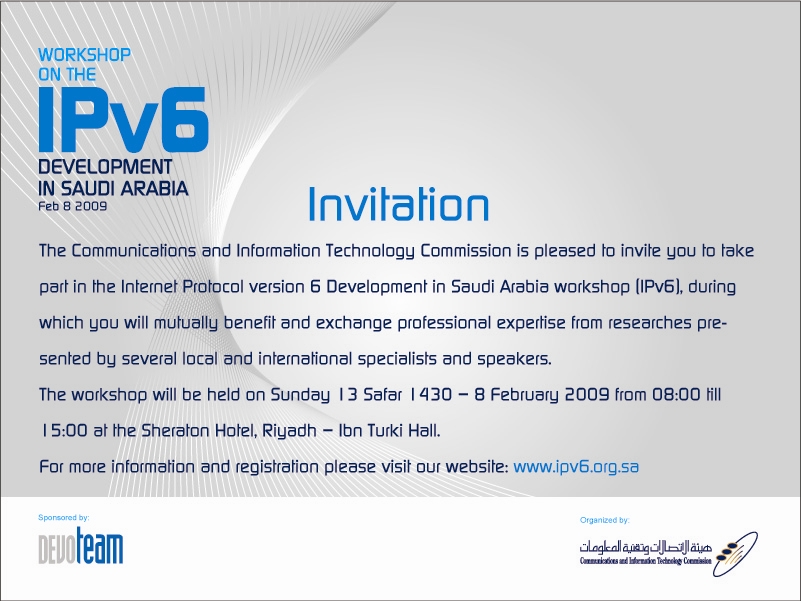 WORKSHOP
ON THE
IPv6
DEVELOPMENT
IN SAUDI ARABIA
Feb 8 2009
Invitation
The Communications and Information Technology Commission is pleased to invite you to take
part in the Internet Protocol version 6 Development in Saudi Arabia workshop (IPv6), during
which you will mutually benefit and exchange professional expertise from researches pre-
sented by several local and international specialists and speakers.
The workshop will be held on Sunday 13 Safar 1430 – 8 February 2009 from 08:00 till
15:00 at the Sheraton Hotel, Riyadh – Ibn Turki Hall.
For more information and registration please visit our website: www.ipv6.org.sa
Sponsored by:
DEVOteam
Organized by:
هيئة الاتصالات وتقنية المعلومات
Communications and Information Technology Commission